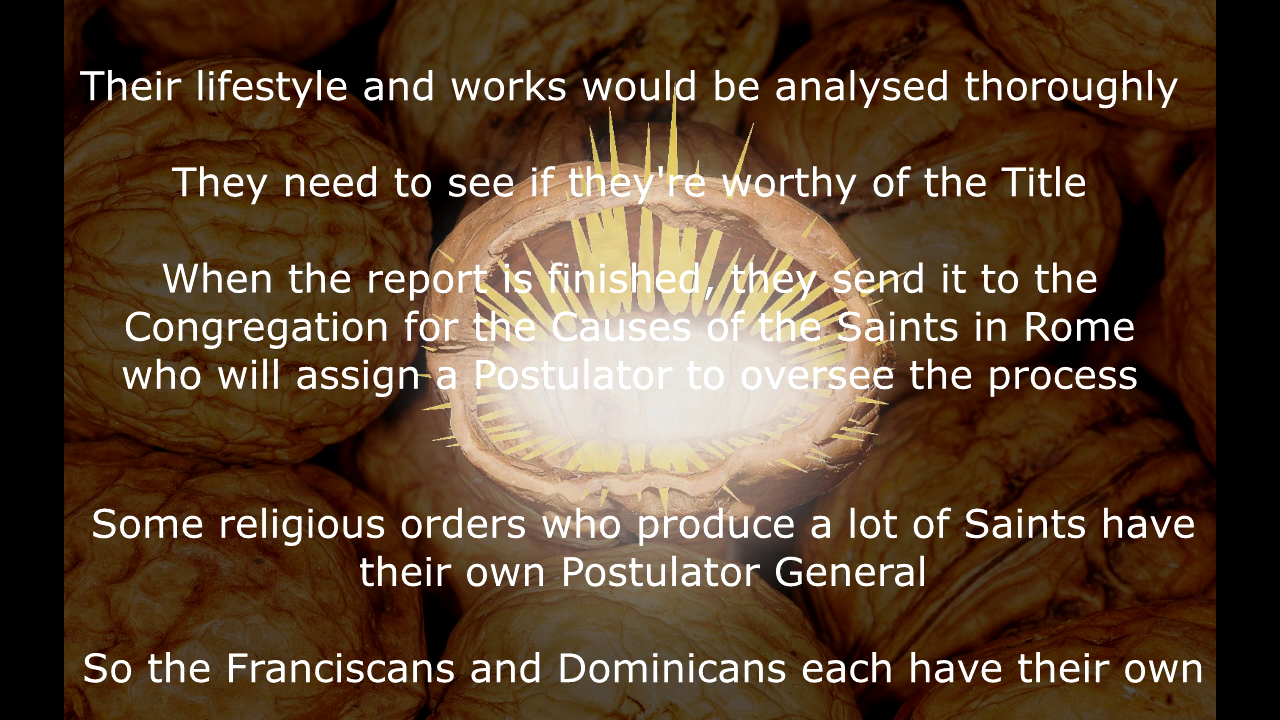 Their lifestyle and works would be analysed thoroughly
They need to see if they're worthy of the Title
When the report is finished, they send it to the
Congregation for the Causes of the Saints in Rome
who will assign a Postulator to oversee the process
Some religious orders who produce a lot of Saints have
their own Postulator General
So the Franciscans and Dominicans each have their own